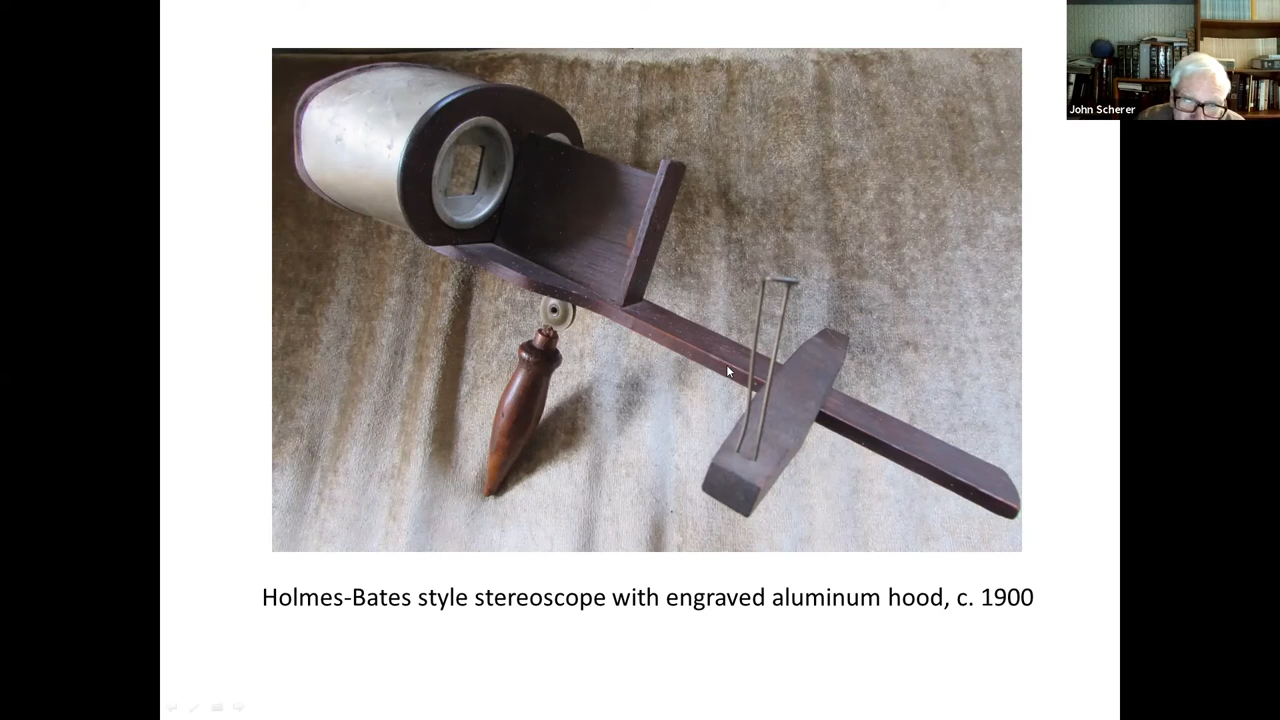 John Scherer
Holmes-Bates style stereoscope with engraved aluminum hood, c. 1900